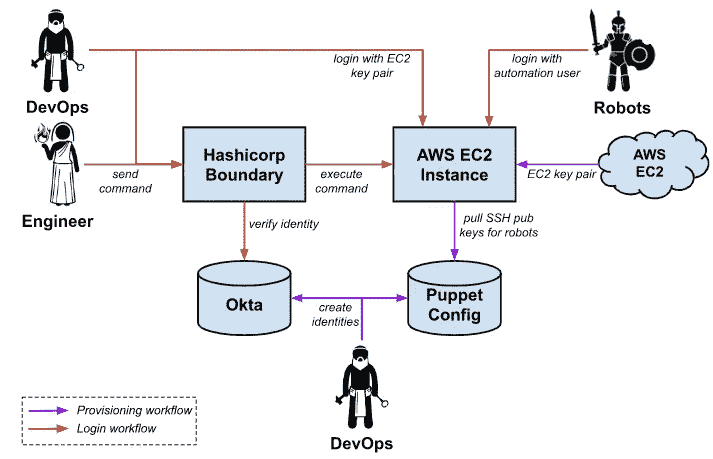 login with EC2
key pair
login with
automation user
DevOps
Robots
Hashicorp
Boundary
AWS EC2
Instance
AWS
EC2
send
command
execute
command
EC2 key pair
Engineer
verify identity
pull SSH pub
keys for robots
Okta
Puppet
Config
create
identities
Provisioning workflow
Login workflow
DevOps